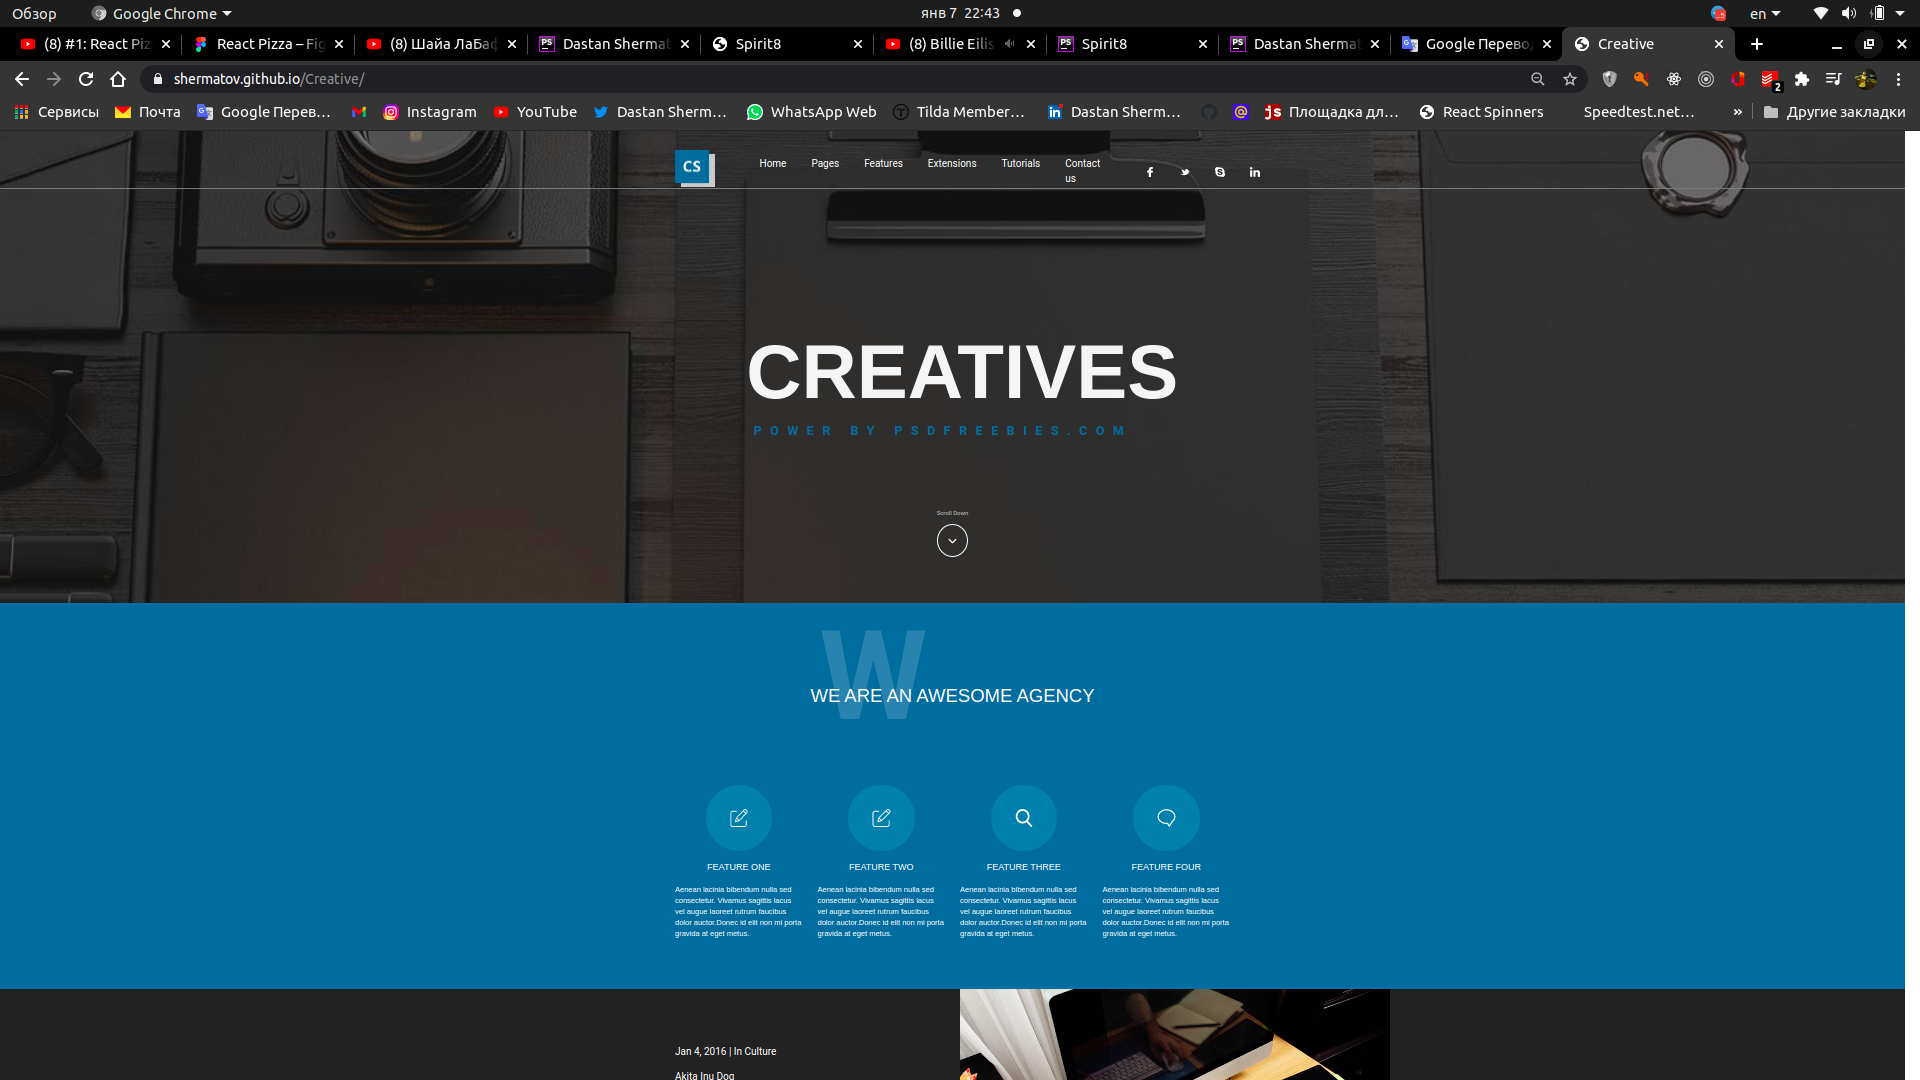 Обзор
Google Chrome
янв 7 22:43
en
(8) #1: React Piz
React Pizza – Fig
(8) Шайа ЛаБаф
Dastan Shermat
Spirit8
(8) Billie Eilis
Spirit8
Dastan Shermat
Google Перевод
Creative
shermatov.github.io/Creative/
2
Сервисы
Почта
Google Перев…
Instagram
YouTube
Dastan Sherm…
WhatsApp Web
Tilda Member…
Dastan Sherm…
Площадка дл…
React Spinners
Speedtest.net…
»
Другие закладки
CS
Home
Pages
Features
Extensions
Tutorials
Contact
us
CREATIVES
POWER BY PSDFREEBIES.COM
Scroll Down
W
WE ARE AN AWESOME AGENCY
FEATURE ONE
Aenean lacinia bibendum nulla sed
consectetur. Vivamus sagittis lacus
vel augue laoreet rutrum faucibus
dolor auctor.Donec id elit non mi porta
gravida at eget metus.
FEATURE TWO
Aenean lacinia bibendum nulla sed
consectetur. Vivamus sagittis lacus
vel augue laoreet rutrum faucibus
dolor auctor.Donec id elit non mi porta
gravida at eget metus.
FEATURE THREE
Aenean lacinia bibendum nulla sed
consectetur. Vivamus sagittis lacus
vel augue laoreet rutrum faucibus
dolor auctor.Donec id elit non mi porta
gravida at eget metus.
FEATURE FOUR
Aenean lacinia bibendum nulla sed
consectetur. Vivamus sagittis lacus
vel augue laoreet rutrum faucibus
dolor auctor.Donec id elit non mi porta
gravida at eget metus.
Jan 4, 2016 | In Culture
Akita Inu Dog